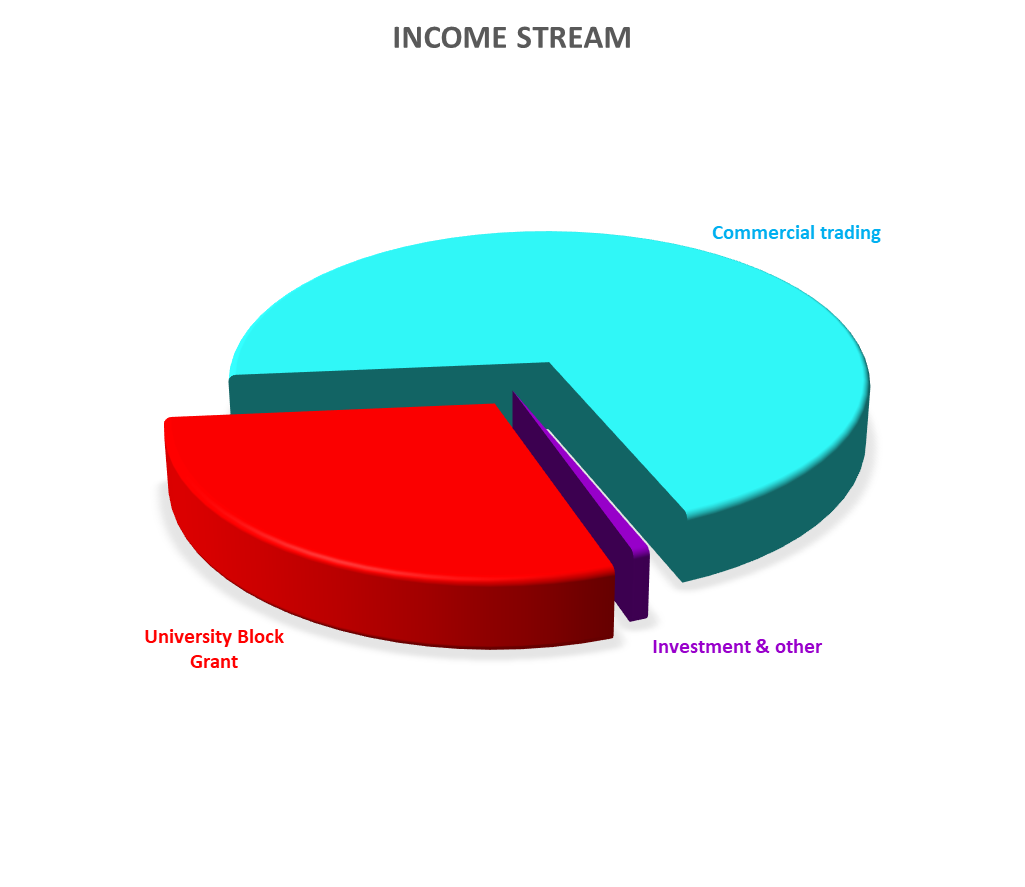 INCOME STREAM
Commercial trading
University Block
Grant
Investment & other